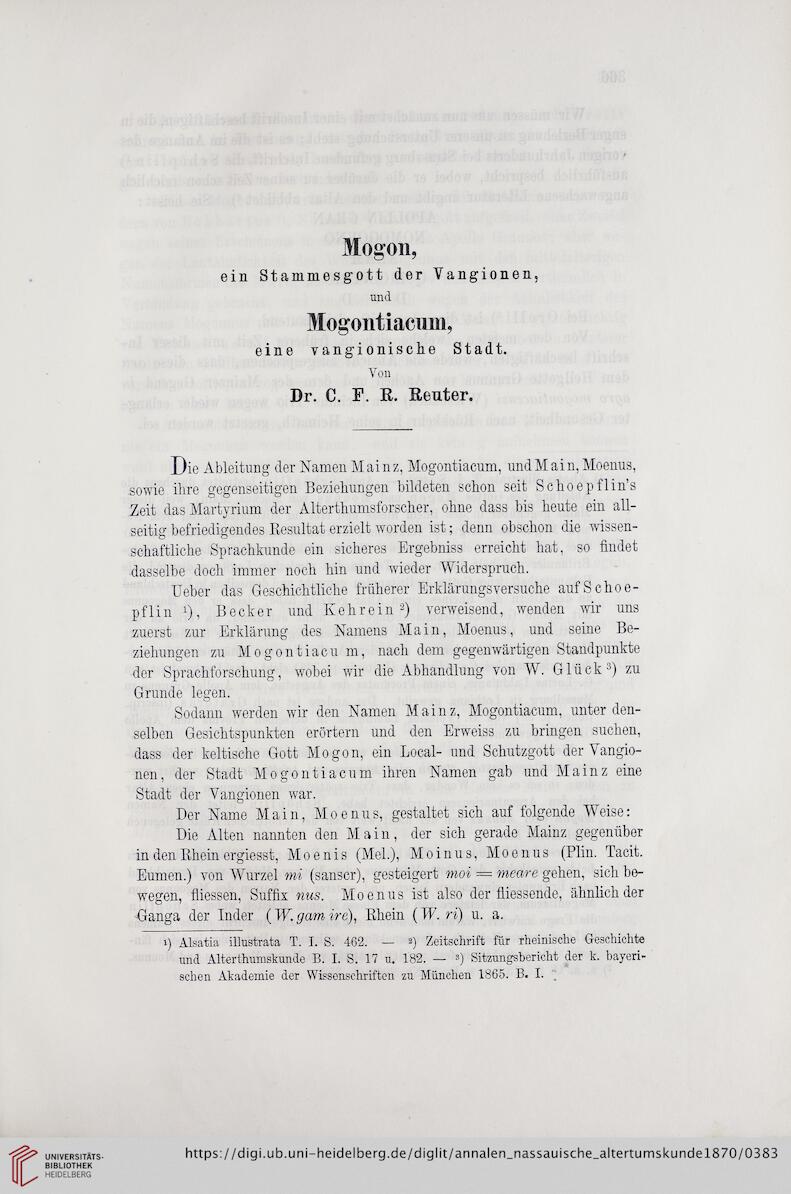 Mogon,
ein Stammesgott der Vangionen,
und
Mogontiacum,
eine vangionische Stadt.
Von
Dr. C. F. R. Reuter.
Die Ableitung der Namen Mainz, Mogontiacum, und Main, Moenus,
sowie ihre gegenseitigen Beziehungen bildeten schon seit Schoepflin's
Zeit das Martyrium der Alterthumsforscher, ohne dass bis heute ein all-
seitig befriedigendes Resultat erzielt worden ist; denn obschon die wissen-
schaftliche Sprachkunde ein sicheres Ergebniss erreicht hat, so findet
dasselbe doch immer noch hin und wieder Widerspruch.
Ueber das Geschichtliche früherer Erklärungsversuche auf Schoe-
pflin ¹), Becker und Kehrein ²) verweisend, wenden wir uns
zuerst zur Erklärung des Namens Main, Moenus, und seine Be-
ziehungen zu Mogontiacum, nach dem gegenwärtigen Standpunkte
der Sprachforschung, wobei wir die Abhandlung von W. Glück ³) zu
Grunde legen.
Sodann werden wir den Namen Mainz, Mogontiacum, unter den-
selben Gesichtspunkten erörtern und den Erweiss zu bringen suchen,
dass der keltische Gott Mogon, ein Local- und Schutzgott der Vangio-
nen, der Stadt Mogontiacum ihren Namen gab und Mainz eine
Stadt der Vangionen war.
Der Name Main, Moenus, gestaltet sich auf folgende Weise:
Die Alten nannten den Main, der sich gerade Mainz gegenüber
in den Rhein ergiesst, Moenis (Mel.), Moinus, Moenus (Plin. Tacit.
Eumen.) von Wurzel mi (sanscr), gesteigert moi = meare gehen, sich be-
wegen, fliessen, Suffix nus. Moenus ist also der fliessende, ähnlich der
Ganga der Inder (W. gam ire), Rhein (W. ri) u. a.
¹) Alsatia illustrata T. I. S. 462. — ²) Zeitschrift für rheinische Geschichte
und Alterthumskunde B. I. S. 17 u. 182. — ³) Sitzungsbericht der k. bayeri-
schen Akademie der Wissenschriften zu München 1865. B. I.
UNIVERSITÄTS-
BIBLIOTHEK
HEIDELBERG
https://digi.ub.uni-heidelberg.de/diglit/annalen_nassauische_altertumskunde1870/0383